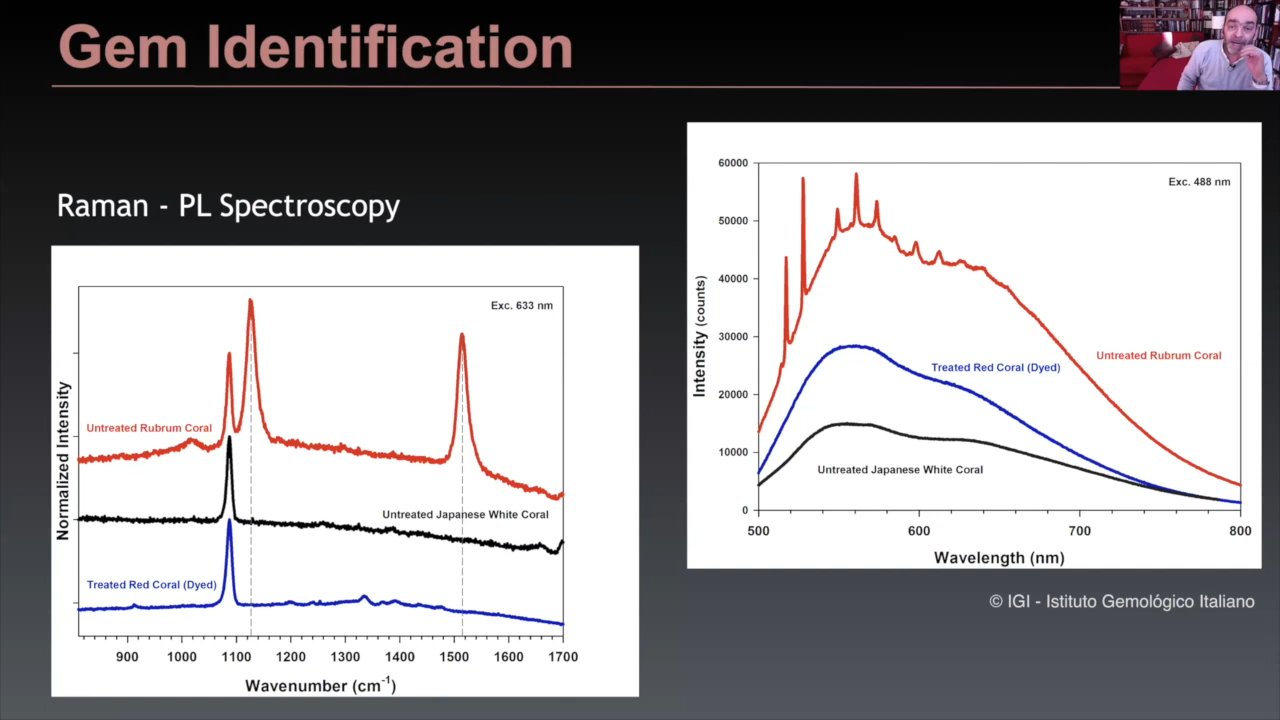 Gem Identification
Raman - PL Spectroscopy
Exc. 633 nm
Untreated Rubrum Coral
Untreated Japanese White Coral
Treated Red Coral (Dyed)
Normalized Intensity
900 1000 1100 1200 1300 1400 1500 1600 1700
Wavenumber (cm⁻¹)
60000
Exc. 488 nm
50000
40000
30000
20000
10000
0
Intensity (counts)
Untreated Rubrum Coral
Treated Red Coral (Dyed)
Untreated Japanese White Coral
500 600 700 800
Wavelength (nm)
© IGI - Istituto Gemológico Italiano